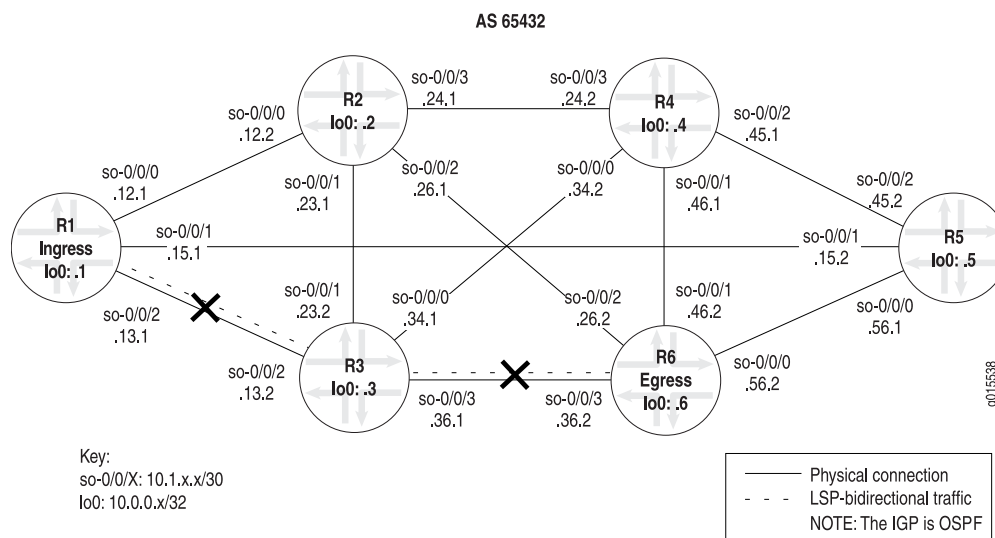 AS 65432
so-0/0/3
.24.1
so-0/0/3
.24.2
R2
lo0: .2
R4
lo0: .4
so-0/0/0
.12.2
so-0/0/2
.45.1
so-0/0/0
.12.1
so-0/0/1
.23.1
so-0/0/2
.26.1
so-0/0/0
.34.2
so-0/0/1
.46.1
so-0/0/2
.45.2
R1
Ingress
lo0: .1
so-0/0/1
.15.1
so-0/0/1
.15.2
R5
lo0: .5
so-0/0/2
.13.1
so-0/0/1
.23.2
so-0/0/0
.34.1
so-0/0/2
.26.2
so-0/0/1
.46.2
so-0/0/0
.56.1
so-0/0/2
.13.2
R3
lo0: .3
so-0/0/3
.36.1
so-0/0/3
.36.2
R6
Egress
lo0: .6
so-0/0/0
.56.2
g015538
Key:
so-0/0/X: 10.1.x.x/30
lo0: 10.0.0.x/32
Physical connection
LSP-bidirectional traffic
NOTE: The IGP is OSPF